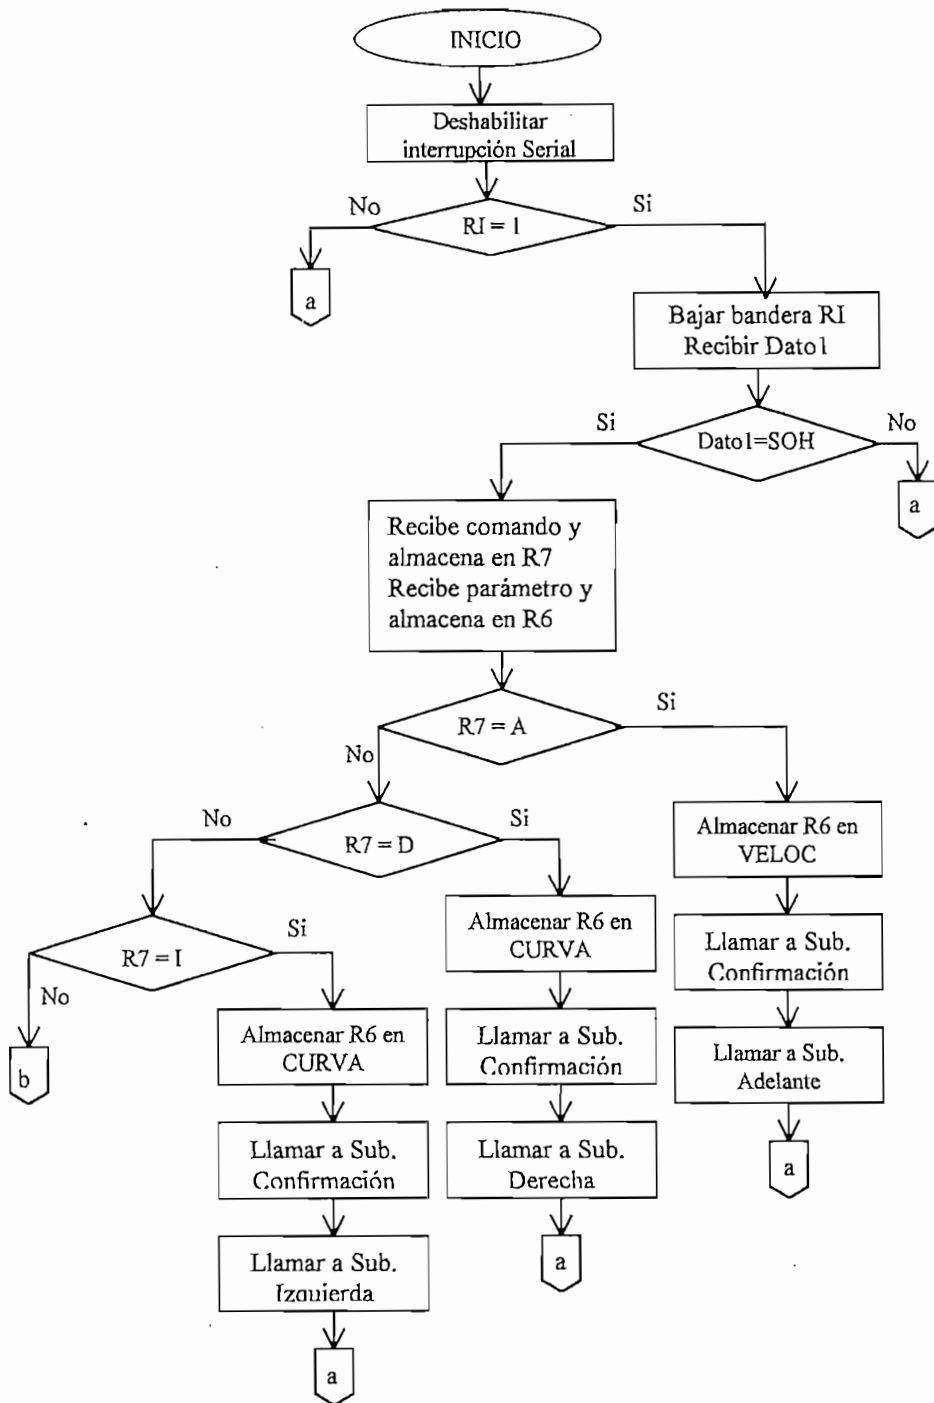 INICIO
Deshabilitar
interrupción Serial
No
Si
RI = 1
a
Bajar bandera RI
Recibir Dato1
Si
No
Dato1=SOH
a
Recibe comando y
almacena en R7
Recibe parámetro y
almacena en R6
Si
R7 = A
No
No
Si
R7 = D
Almacenar R6 en
VELOC
Almacenar R6 en
CURVA
Si
R7 = I
No
Llamar a Sub.
Confirmación
Almacenar R6 en
CURVA
Llamar a Sub.
Confirmación
Llamar a Sub.
Adelante
b
Llamar a Sub.
Confirmación
Llamar a Sub.
Derecha
a
Llamar a Sub.
Izquierda
a
a